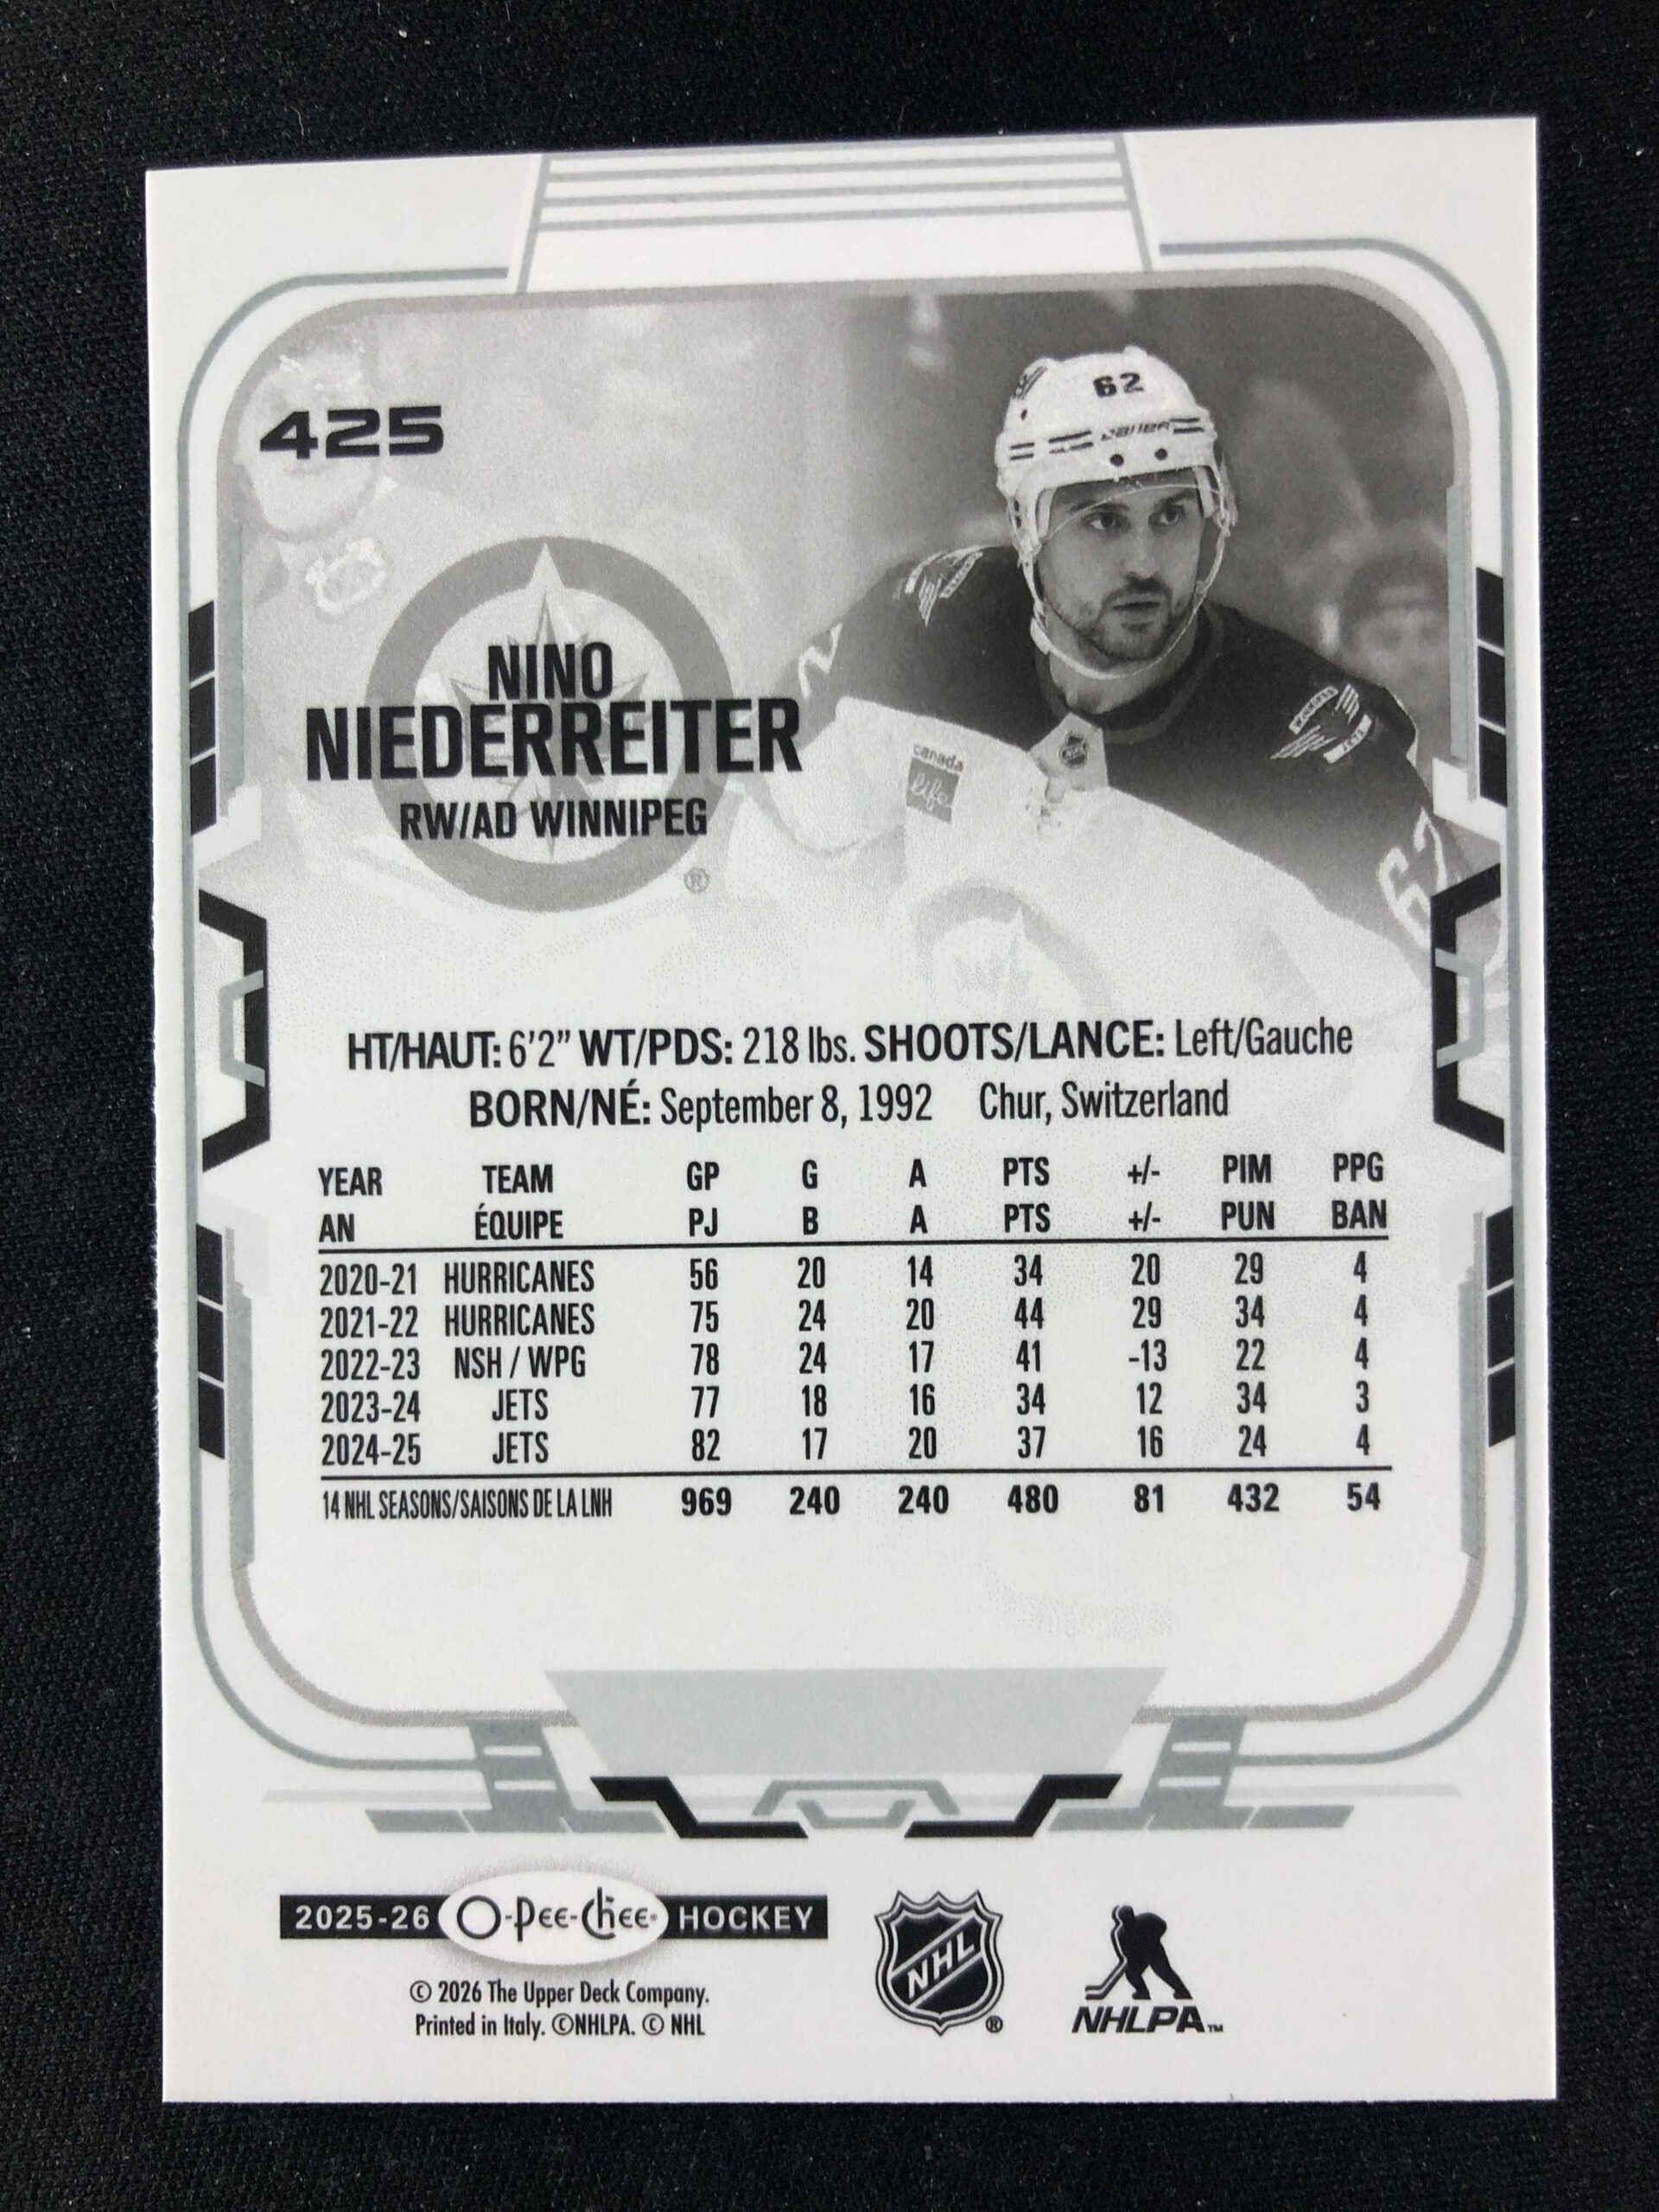 425
62
BAUER
NINO
NIEDERREITER
RW/AD WINNIPEG
®
canada
life
62
HT/HAUT: 6'2” WT/PDS: 218 lbs. SHOOTS/LANCE: Left/Gauche
BORN/NÉ: September 8, 1992 Chur, Switzerland
YEAR TEAM GP G A PTS +/- PIM PPG
AN ÉQUIPE PJ B A PTS +/- PUN BAN
2020-21 HURRICANES 56 20 14 34 20 29 4
2021-22 HURRICANES 75 24 20 44 29 34 4
2022-23 NSH / WPG 78 24 17 41 -13 22 4
2023-24 JETS 77 18 16 34 12 34 3
2024-25 JETS 82 17 20 37 16 24 4
14 NHL SEASONS/SAISONS DE LA LNH 969 240 240 480 81 432 54
2025-26 O-Pee-Chee® HOCKEY
© 2026 The Upper Deck Company.
Printed in Italy. ©NHLPA. © NHL
NHL ®
NHLPA™